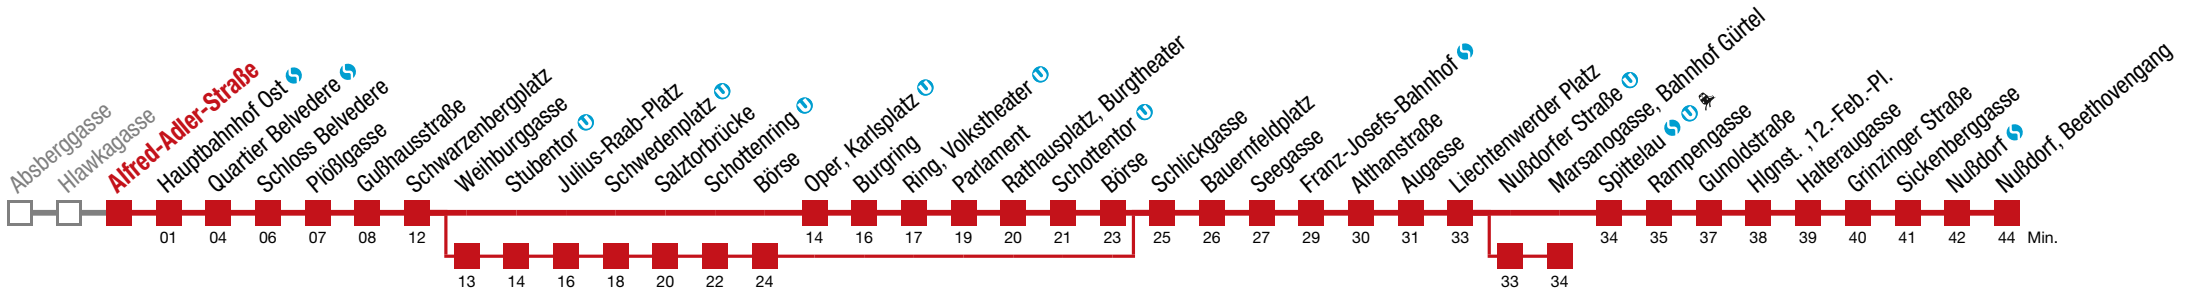 Absberggasse
Hlawkagasse
Alfred-Adler-Straße
Hauptbahnhof Ost S
Quartier Belvedere S
Schloss Belvedere
Plößlgasse
Gußhausstraße
Schwarzenbergplatz
Weihburggasse
Stubentor U
Julius-Raab-Platz
Schwedenplatz U
Salztorbrücke
Schottenring U
Börse
Oper, Karlsplatz U
Burgring
Ring, Volkstheater U
Parlament
Rathausplatz, Burgtheater
Schottentor U
Börse
Schlickgasse
Bauernfeldplatz
Seegasse
Franz-Josefs-Bahnhof S
Althanstraße
Augasse
Liechtenwerder Platz
Nußdorfer Straße U
Marsanogasse, Bahnhof Gürtel
Spittelau S U
Rampengasse
Gunoldstraße
Hlgnst. ,12.-Feb.-Pl.
Halteraugasse
Grinzinger Straße
Sickenberggasse
Nußdorf S
Nußdorf, Beethovengang
01 04 06 07 08 12 14 16 17 19 20 21 23 25 26 27 29 30 31 33 34 35 37 38 39 40 41 42 44 Min.
13 14 16 18 20 22 24 33 34